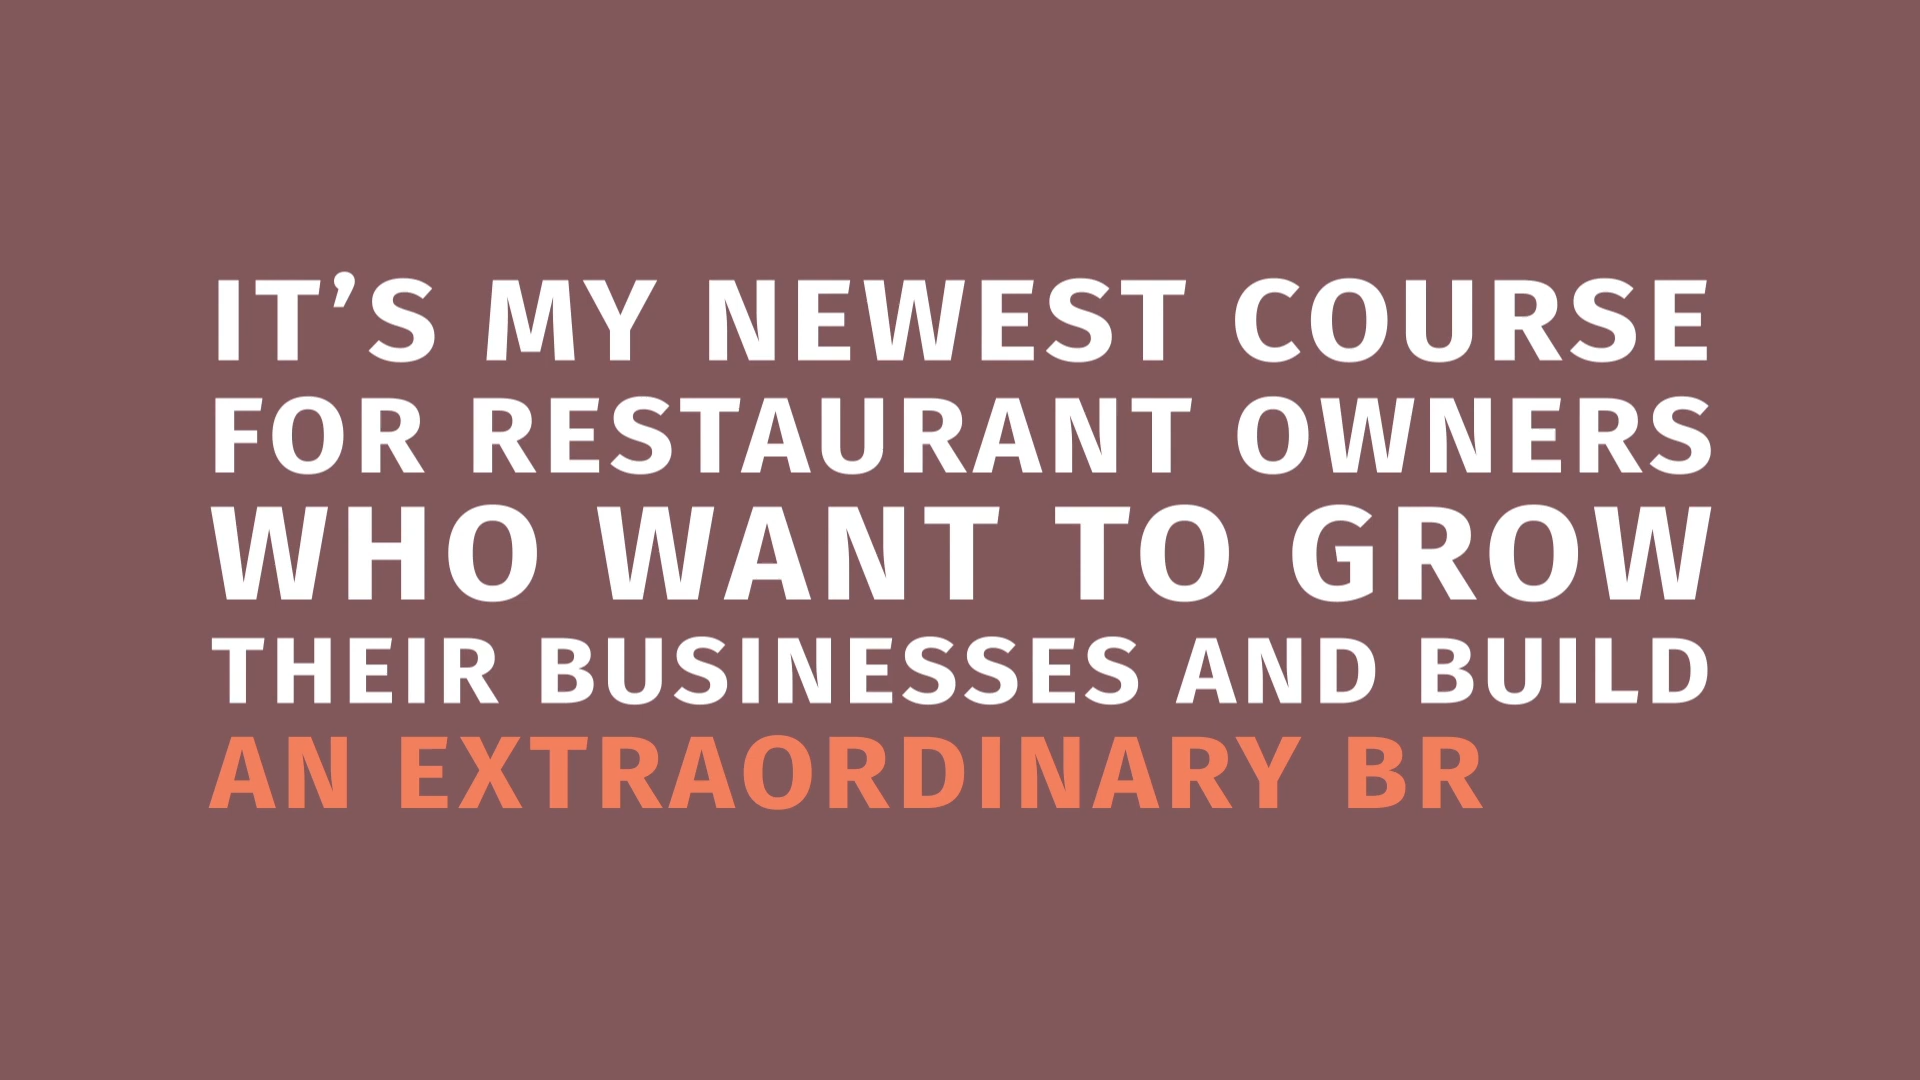 IT’S MY NEWEST COURSE
FOR RESTAURANT OWNERS
WHO WANT TO GROW
THEIR BUSINESSES AND BUILD
AN EXTRAORDINARY BR